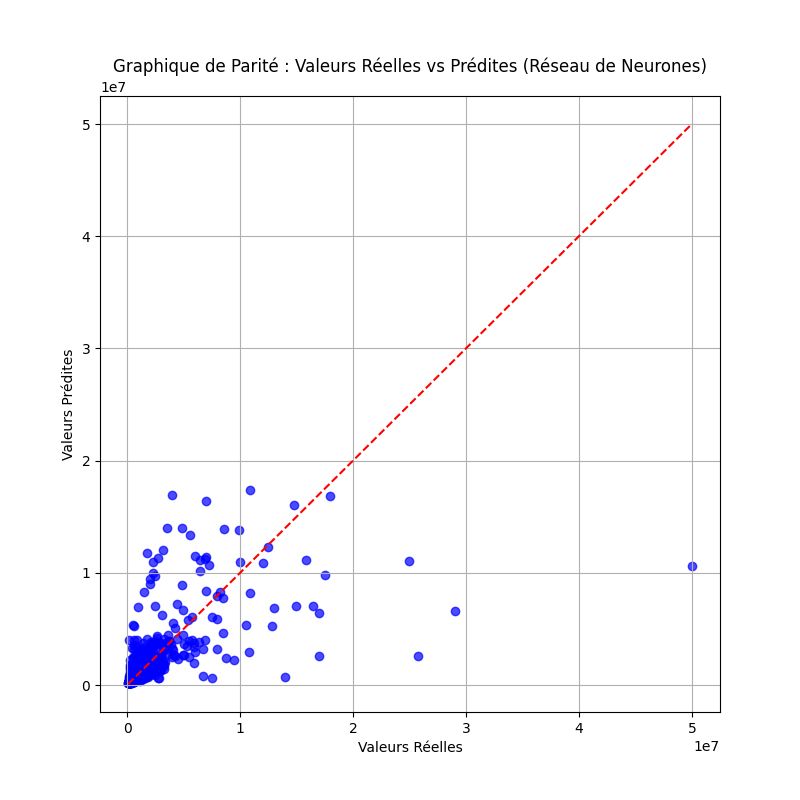 Graphique de Parité : Valeurs Réelles vs Prédites (Réseau de Neurones)
1e7
5
4
3
2
1
0
Valeurs Prédites
0 1 2 3 4 5
Valeurs Réelles
1e7